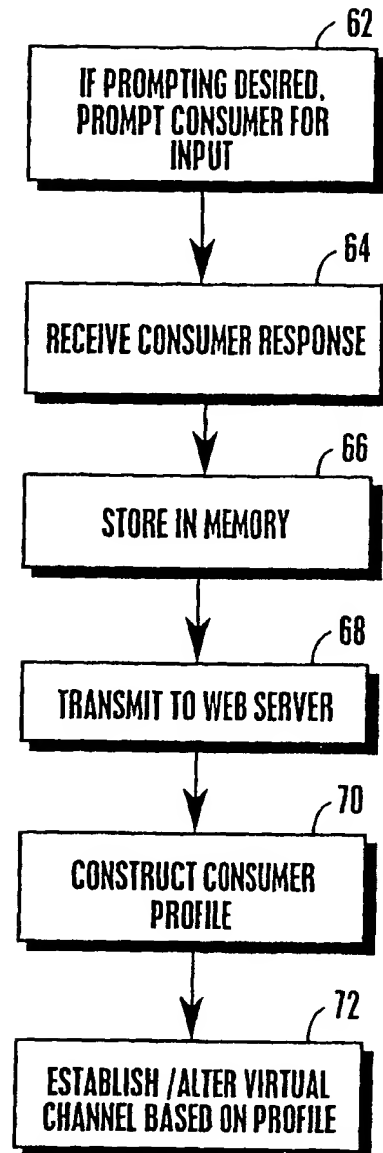 62
IF PROMPTING DESIRED,
PROMPT CONSUMER FOR
INPUT
64
RECEIVE CONSUMER RESPONSE
66
STORE IN MEMORY
68
TRANSMIT TO WEB SERVER
70
CONSTRUCT CONSUMER
PROFILE
72
ESTABLISH /ALTER VIRTUAL
CHANNEL BASED ON PROFILE